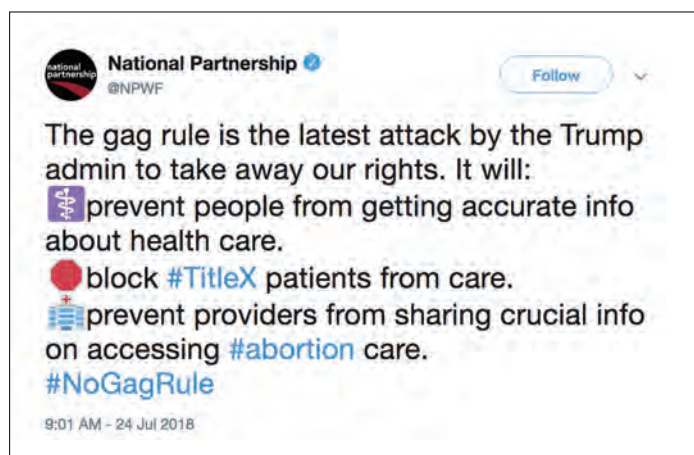 national
partnership
National Partnership
@NPWF
Follow
The gag rule is the latest attack by the Trump
admin to take away our rights. It will:
prevent people from getting accurate info
about health care.
block #TitleX patients from care.
prevent providers from sharing crucial info
on accessing #abortion care.
#NoGagRule
9:01 AM - 24 Jul 2018